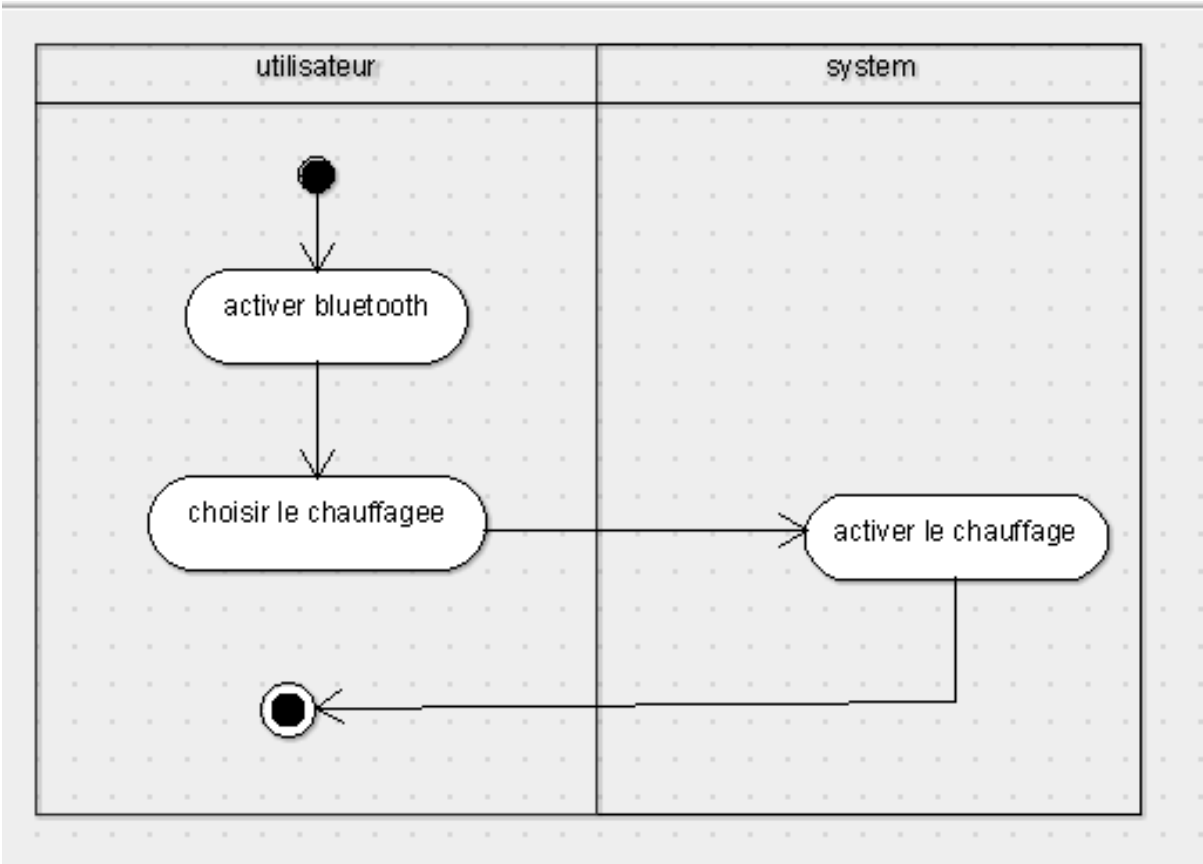 utilisateur
system
activer bluetooth
choisir le chauffagee
activer le chauffage